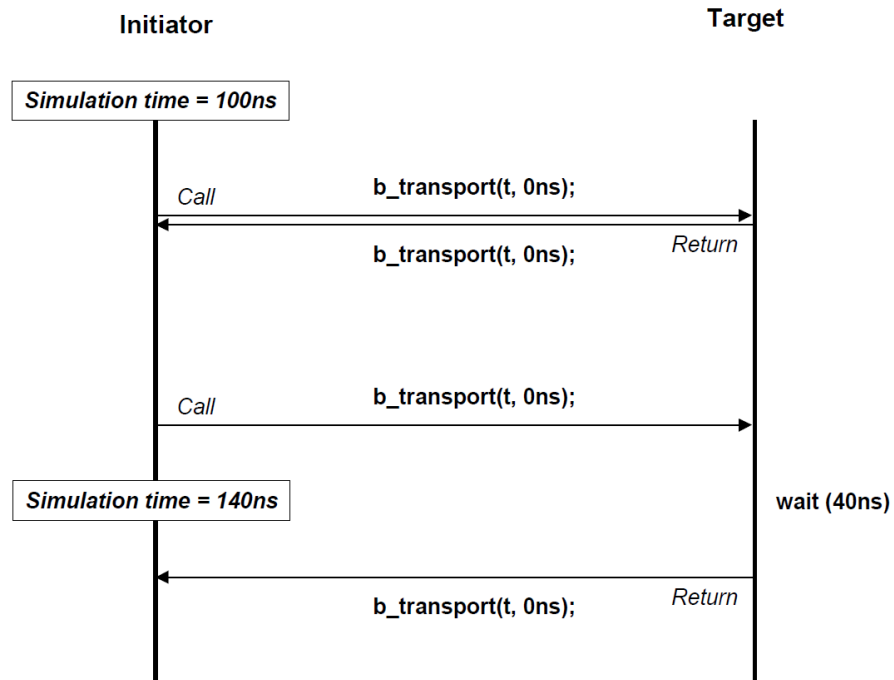 Initiator
Target
Simulation time = 100ns
b_transport(t, 0ns);
Call
Return
b_transport(t, 0ns);
b_transport(t, 0ns);
Call
Simulation time = 140ns
wait (40ns)
Return
b_transport(t, 0ns);